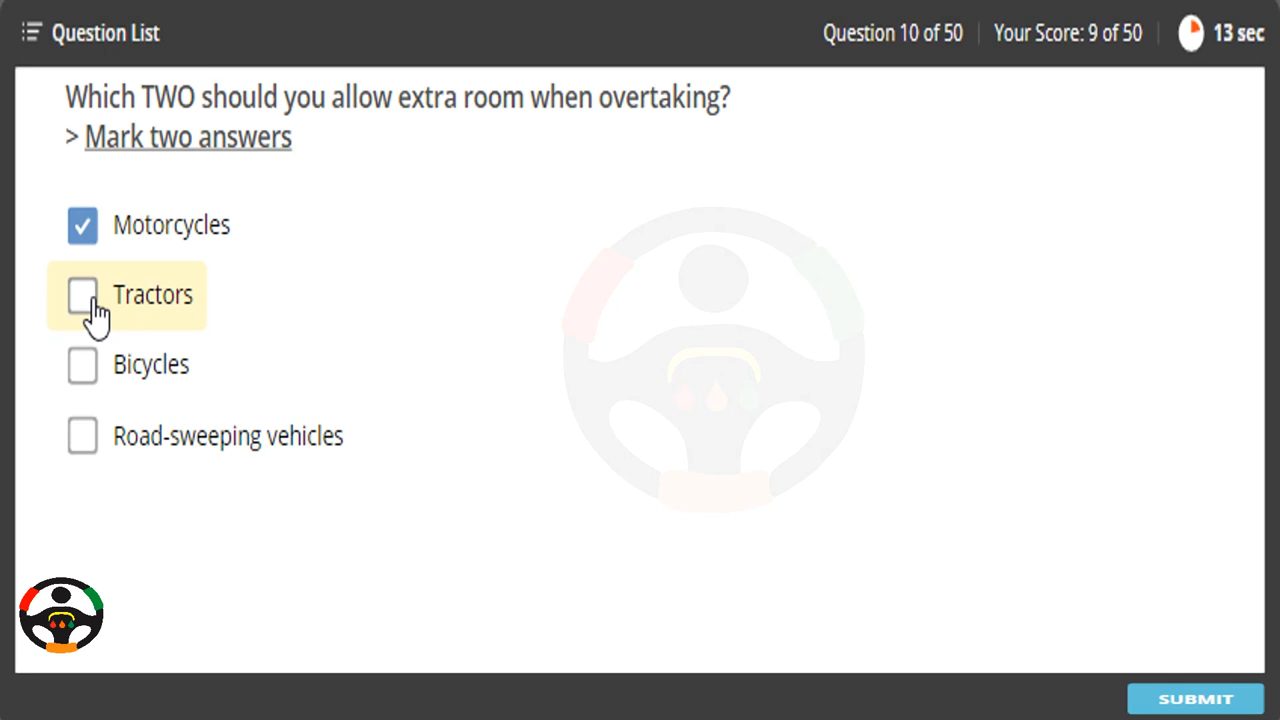 Question List
Question 10 of 50
Your Score: 9 of 50
13 sec
Which TWO should you allow extra room when overtaking?
> Mark two answers
Motorcycles
Tractors
Bicycles
Road-sweeping vehicles
SUBMIT